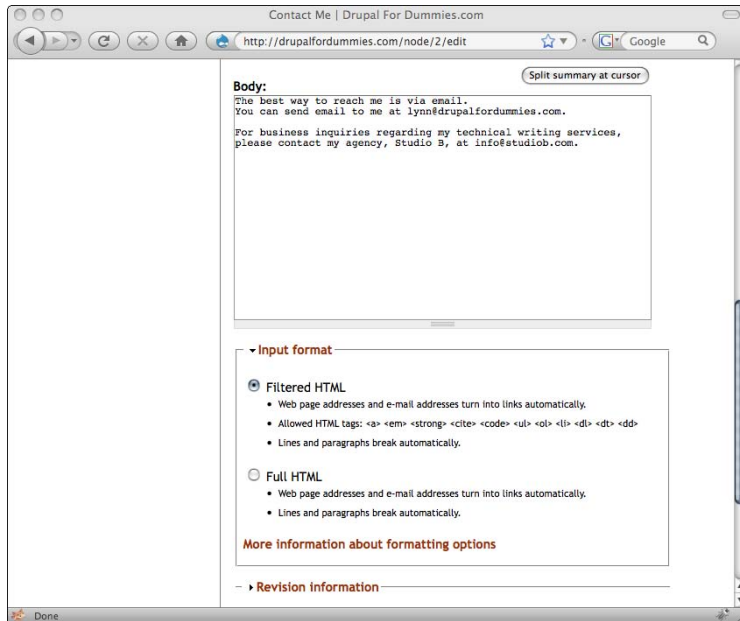 Contact Me | Drupal For Dummies.com
http://drupalfordummies.com/node/2/edit
Google
Split summary at cursor
Body:
The best way to reach me is via email.
You can send email to me at lynn@drupalfordummies.com.
For business inquiries regarding my technical writing services,
please contact my agency, Studio B, at info@studiob.com.
Input format
Filtered HTML
• Web page addresses and e-mail addresses turn into links automatically.
• Allowed HTML tags: <a> <em> <strong> <cite> <code> <ul> <ol> <li> <dl> <dt> <dd>
• Lines and paragraphs break automatically.
Full HTML
• Web page addresses and e-mail addresses turn into links automatically.
• Lines and paragraphs break automatically.
More information about formatting options
Revision information
Done